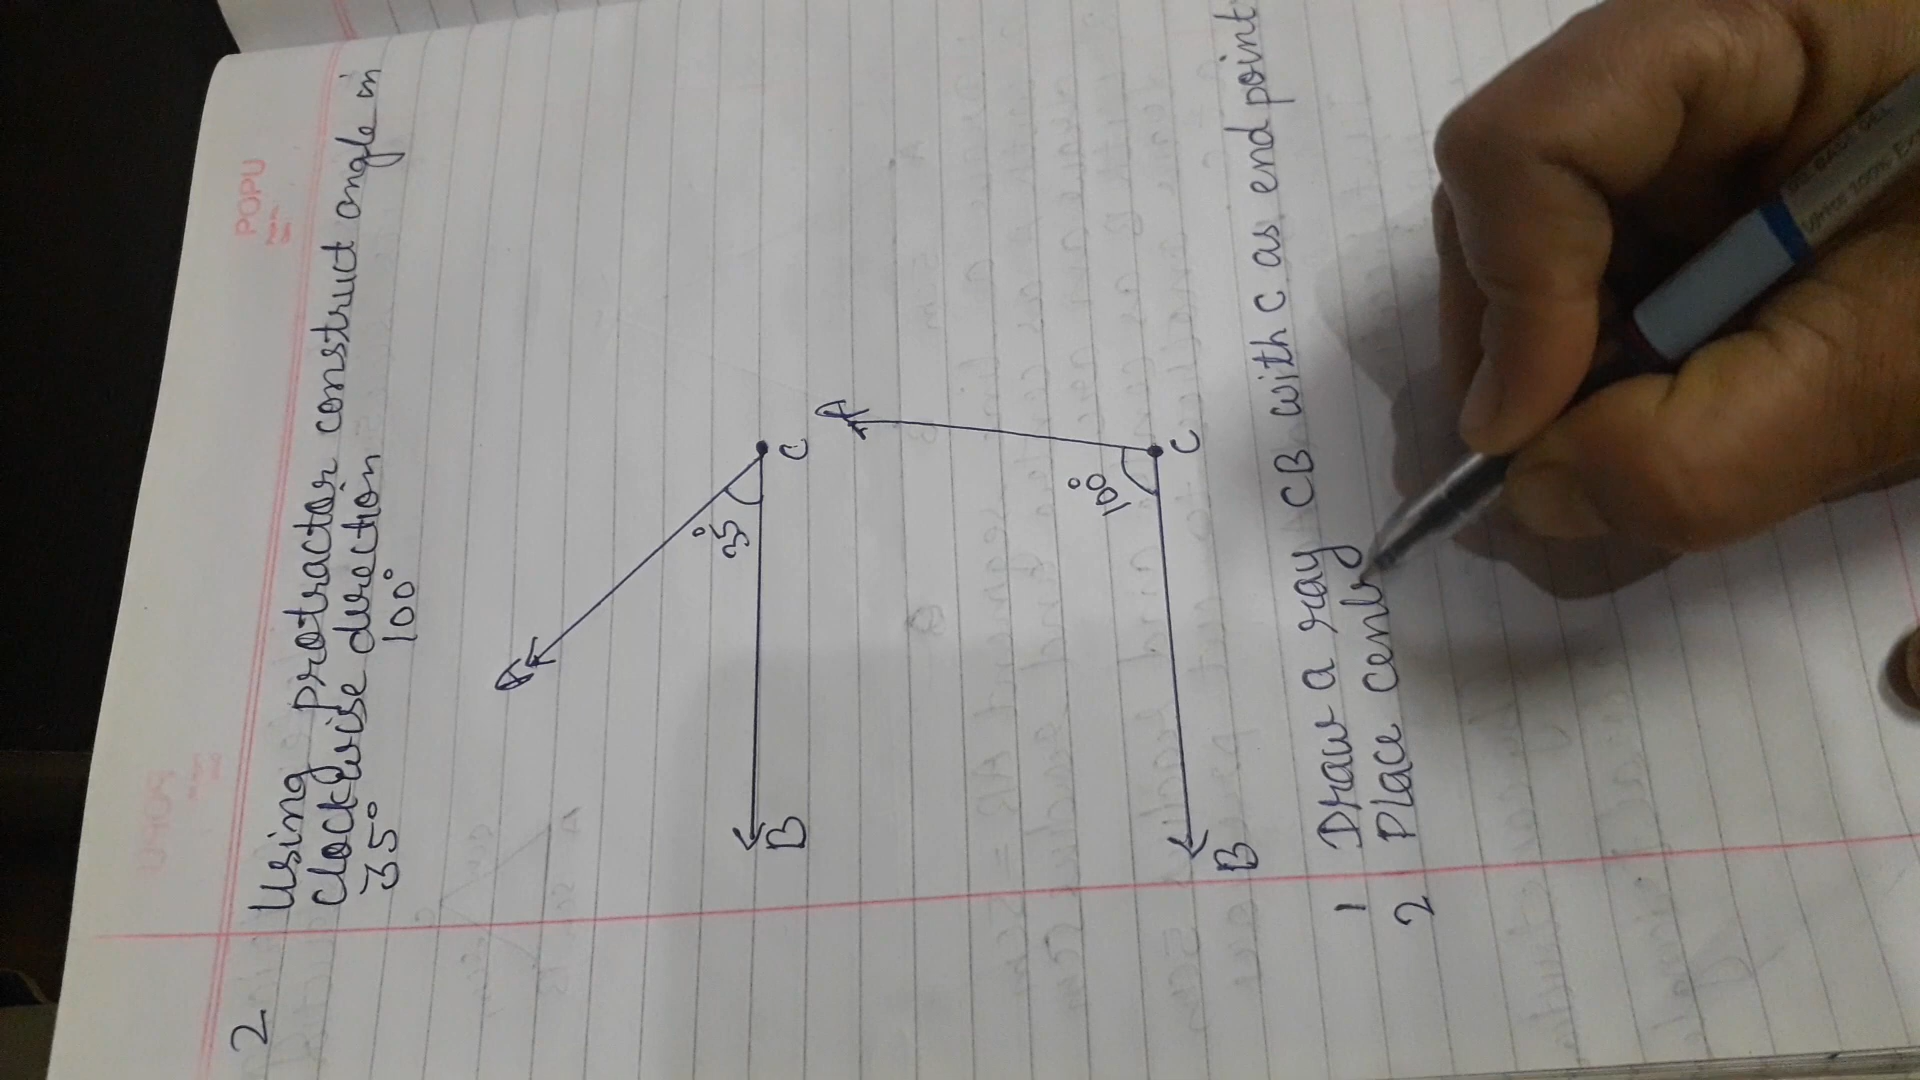 POPU
2 Using protractor construct angle in
clockwise direction
35° 100°
A
35°
B
C
A
100°
B
C
1 Draw a ray CB with C as end point
2 Place centr